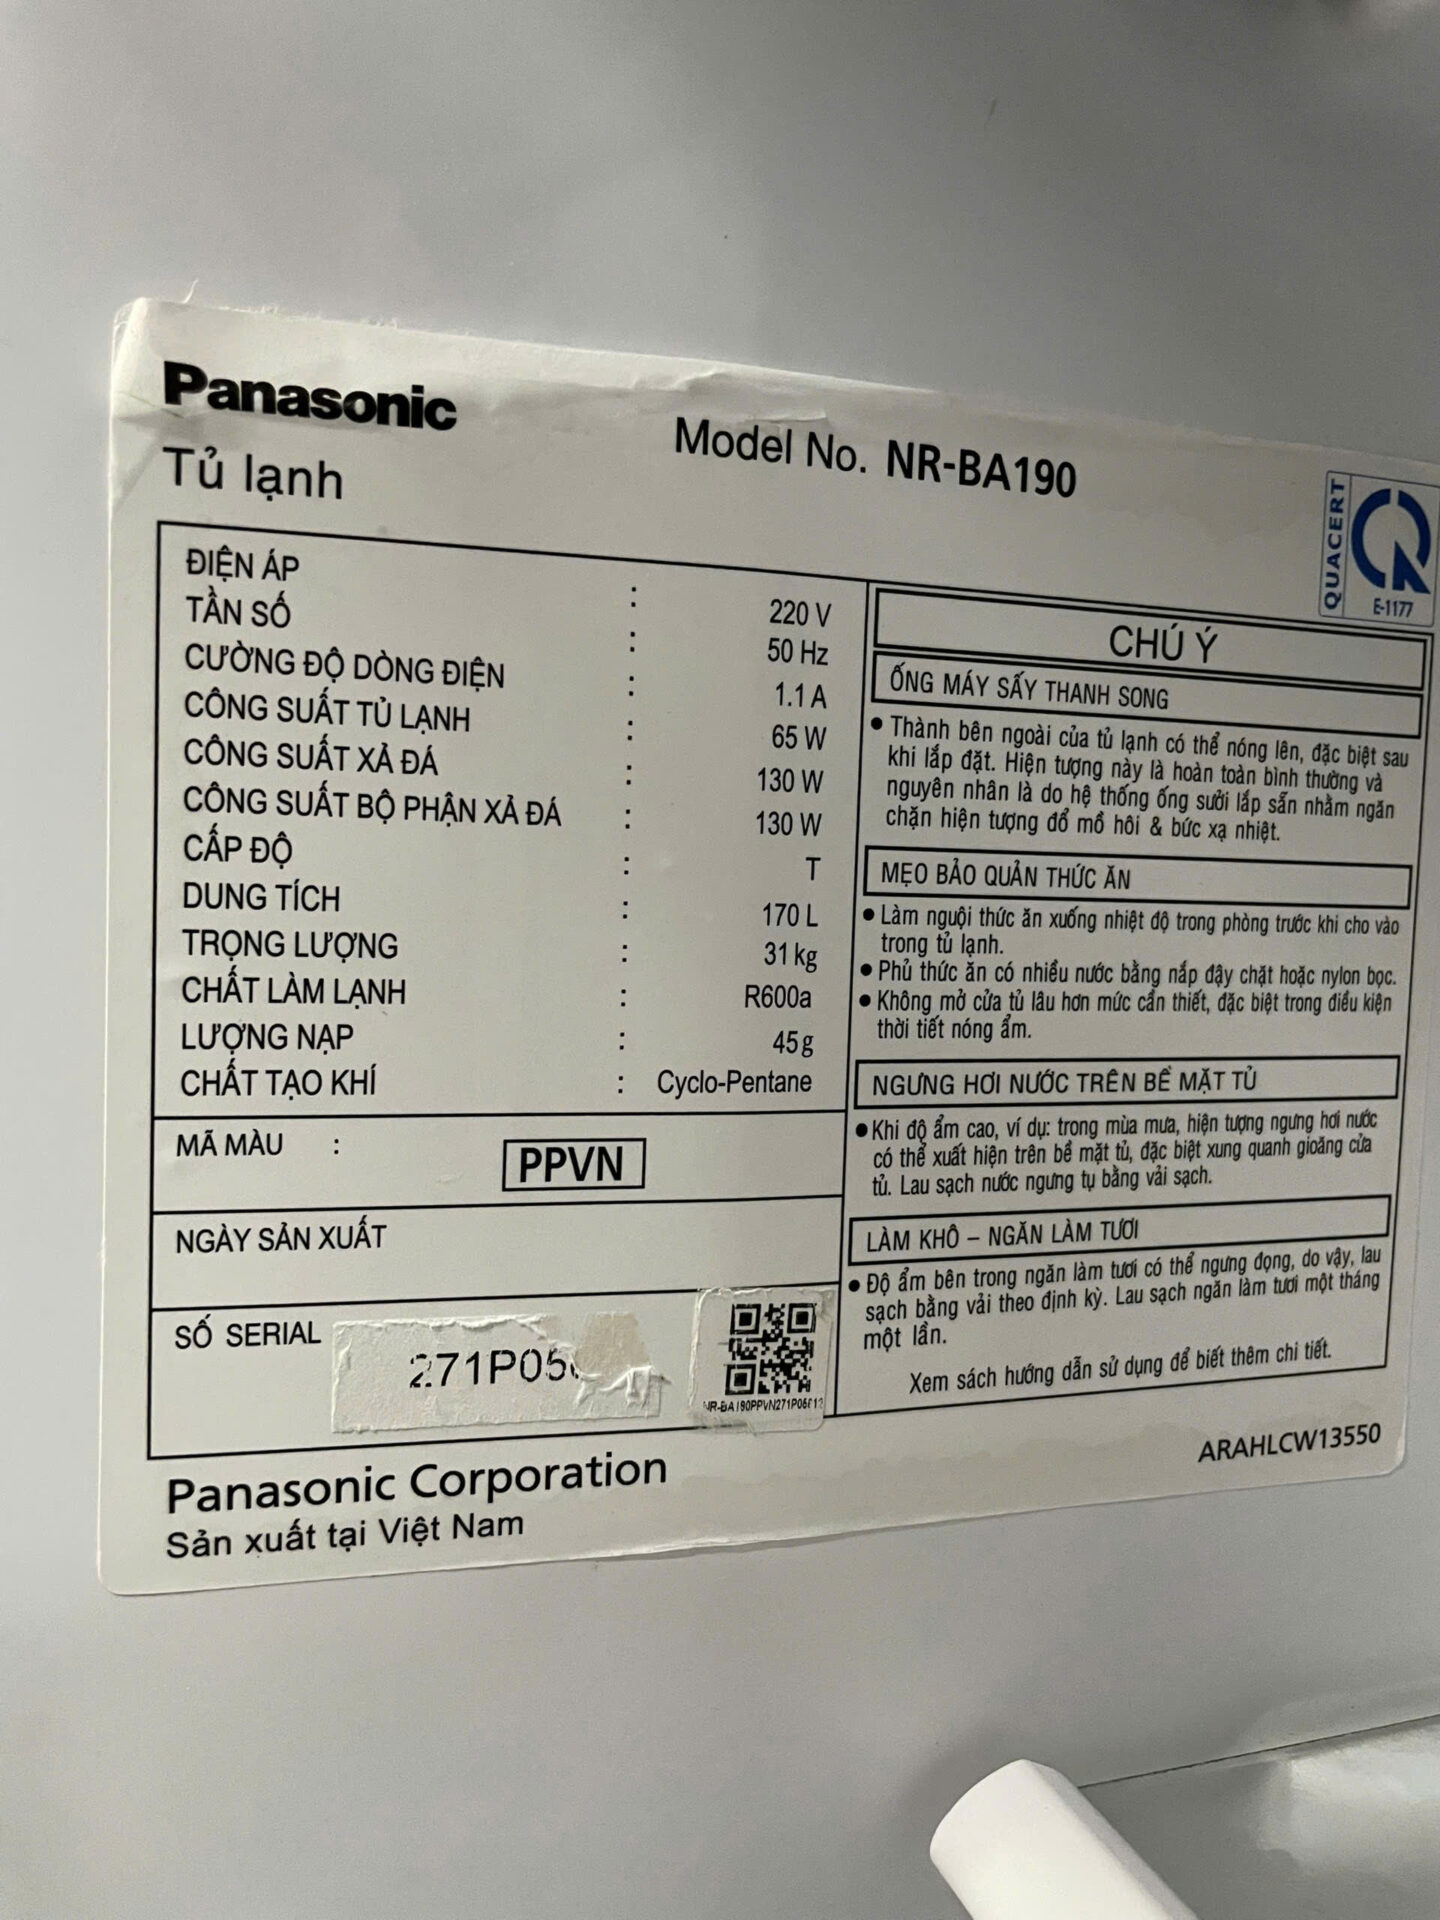 Panasonic
Model No. NR-BA190
Tủ lạnh
QUACERT
E-1177
ĐIỆN ÁP : 220 V
TẦN SỐ : 50 Hz
CƯỜNG ĐỘ DÒNG ĐIỆN : 1.1 A
CÔNG SUẤT TỦ LẠNH : 65 W
CÔNG SUẤT XẢ ĐÁ : 130 W
CÔNG SUẤT BỘ PHẬN XẢ ĐÁ : 130 W
CẤP ĐỘ : T
DUNG TÍCH : 170 L
TRỌNG LƯỢNG : 31 kg
CHẤT LÀM LẠNH : R600a
LƯỢNG NẠP : 45 g
CHẤT TẠO KHÍ : Cyclo-Pentane
MÃ MÀU : PPVN
NGÀY SẢN XUẤT
SỐ SERIAL 271P05
CHÚ Ý
ỐNG MÁY SẤY THANH SONG
● Thành bên ngoài của tủ lạnh có thể nóng lên, đặc biệt sau
khi lắp đặt. Hiện tượng này là hoàn toàn bình thường và
nguyên nhân là do hệ thống ống sưởi lắp sẵn nhằm ngăn
chặn hiện tượng đổ mồ hôi & bức xạ nhiệt.
MẸO BẢO QUẢN THỨC ĂN
● Làm nguội thức ăn xuống nhiệt độ trong phòng trước khi cho vào
trong tủ lạnh.
● Phủ thức ăn có nhiều nước bằng nắp đậy chặt hoặc nylon bọc.
● Không mở cửa tủ lâu hơn mức cần thiết, đặc biệt trong điều kiện
thời tiết nóng ẩm.
NGƯNG HƠI NƯỚC TRÊN BỀ MẶT TỦ
● Khi độ ẩm cao, ví dụ: trong mùa mưa, hiện tượng ngưng hơi nước
có thể xuất hiện trên bề mặt tủ, đặc biệt xung quanh gioăng cửa
tủ. Lau sạch nước ngưng tụ bằng vải sạch.
LÀM KHÔ – NGĂN LÀM TƯƠI
● Độ ẩm bên trong ngăn làm tươi có thể ngưng đọng, do vậy, lau
sạch bằng vải theo định kỳ. Lau sạch ngăn làm tươi một tháng
một lần.
Xem sách hướng dẫn sử dụng để biết thêm chi tiết.
ARAHLCW13550
Panasonic Corporation
Sản xuất tại Việt Nam